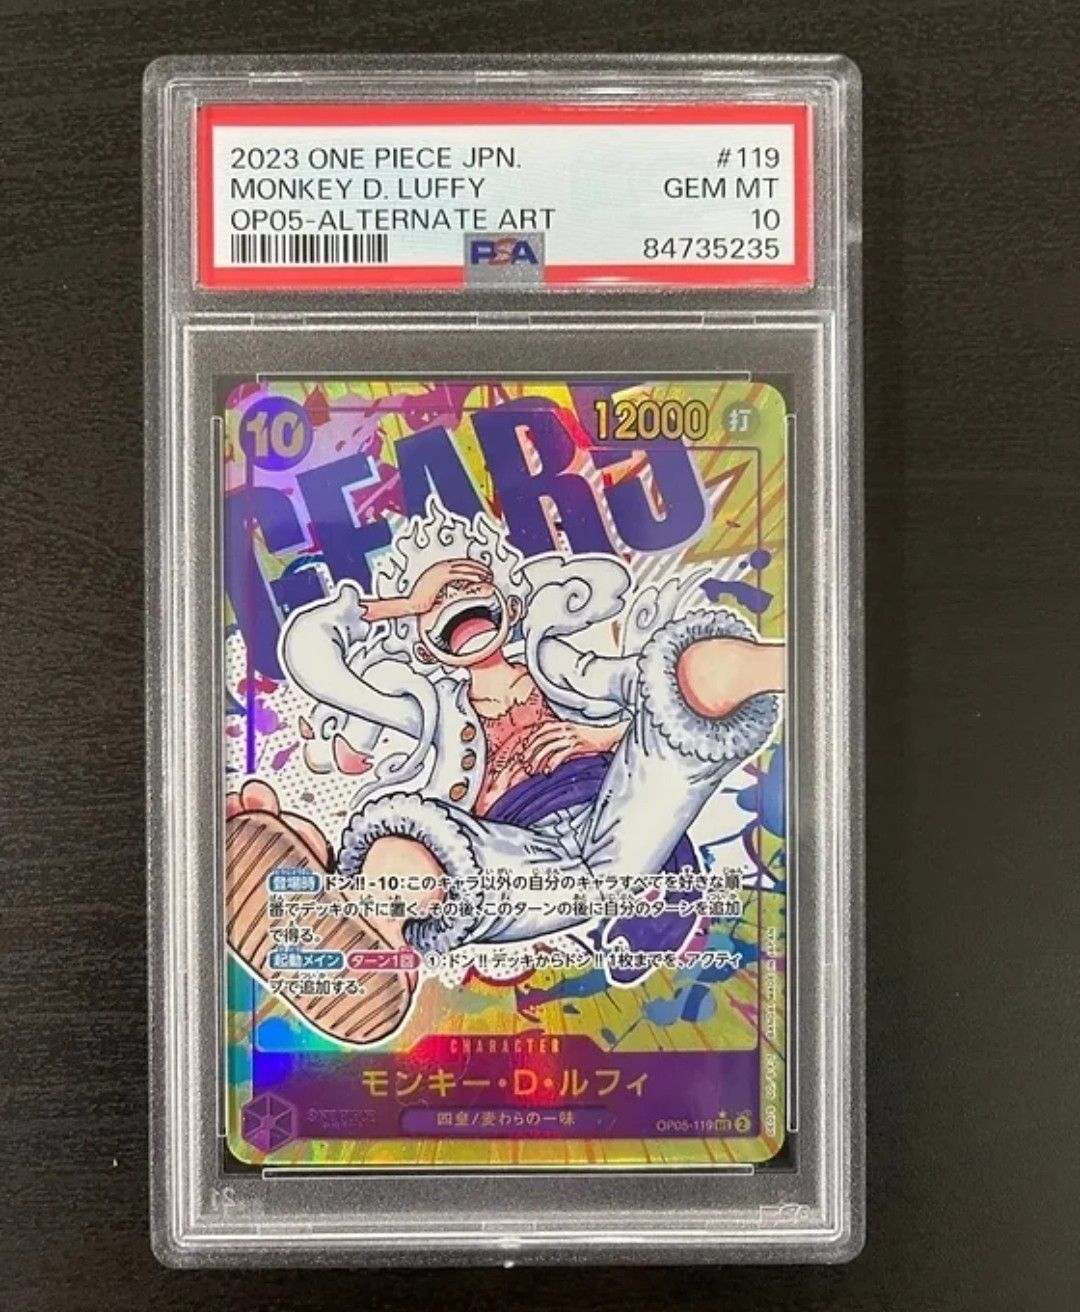 2023 ONE PIECE JPN. #119
MONKEY D. LUFFY GEM MT
OP05-ALTERNATE ART 10
PSA 84735235
10
12000 打
GEAR5
登場時 ドン!!-10:このキャラ以外の自分のキャラすべてを好きな順
番でデッキの下に置く。その後、このターンの後に自分のターンを追加
で得る。
起動メイン ターン1回 ①:ドン!!デッキからドン!!1枚までを、アクティ
ブで追加する。
CHARACTER
モンキー・D・ルフィ
四皇/麦わらの一味
OP05-119 SEC 2